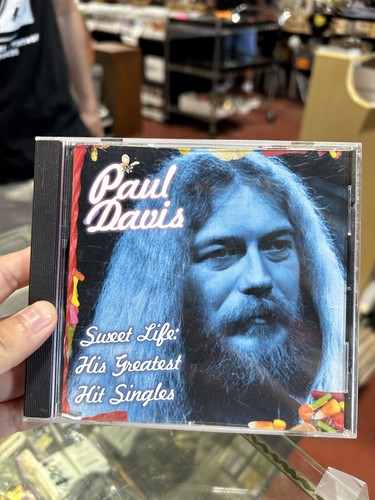 Paul
Davis
Sweet Life:
His Greatest
Hit Singles